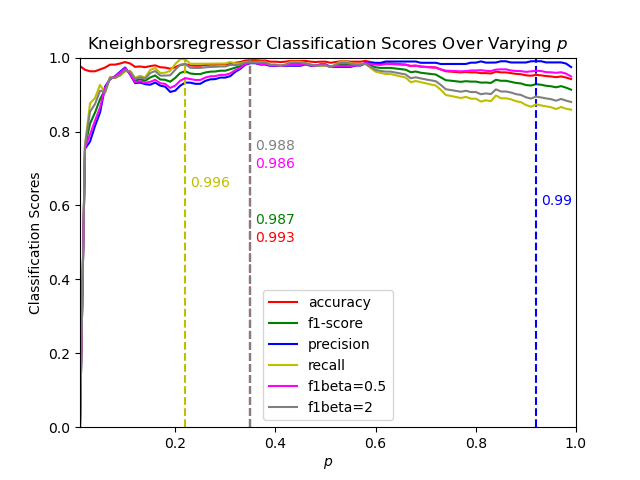 Kneighborsregressor Classification Scores Over Varying p
Classification Scores
1.0
0.8
0.6
0.4
0.2
0.0
0.988
0.986
0.996
0.99
0.987
0.993
accuracy
f1-score
precision
recall
f1beta=0.5
f1beta=2
0.2
0.4
0.6
0.8
1.0
p